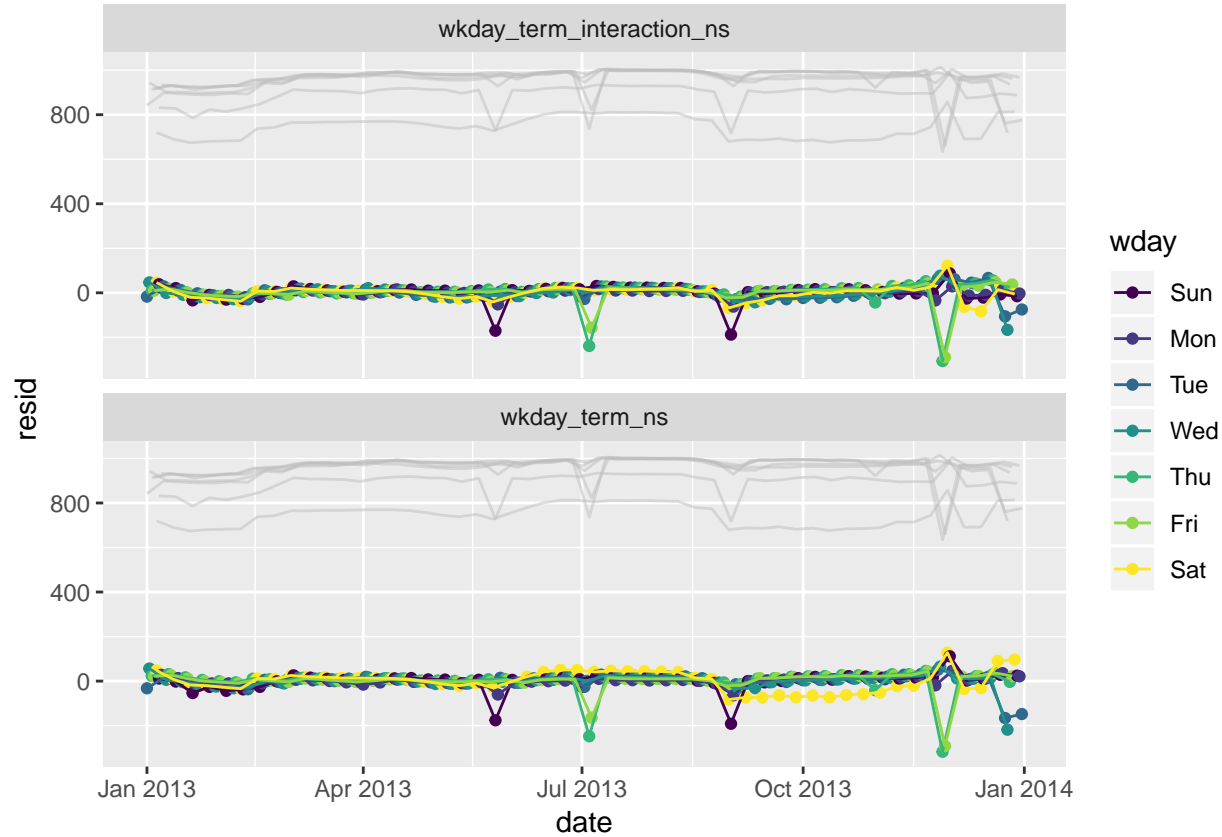 wkday_term_interaction_ns
800
400
0
wkday_term_ns
800
400
0
resid
Jan 2013 Apr 2013 Jul 2013 Oct 2013 Jan 2014
date
wday
Sun
Mon
Tue
Wed
Thu
Fri
Sat